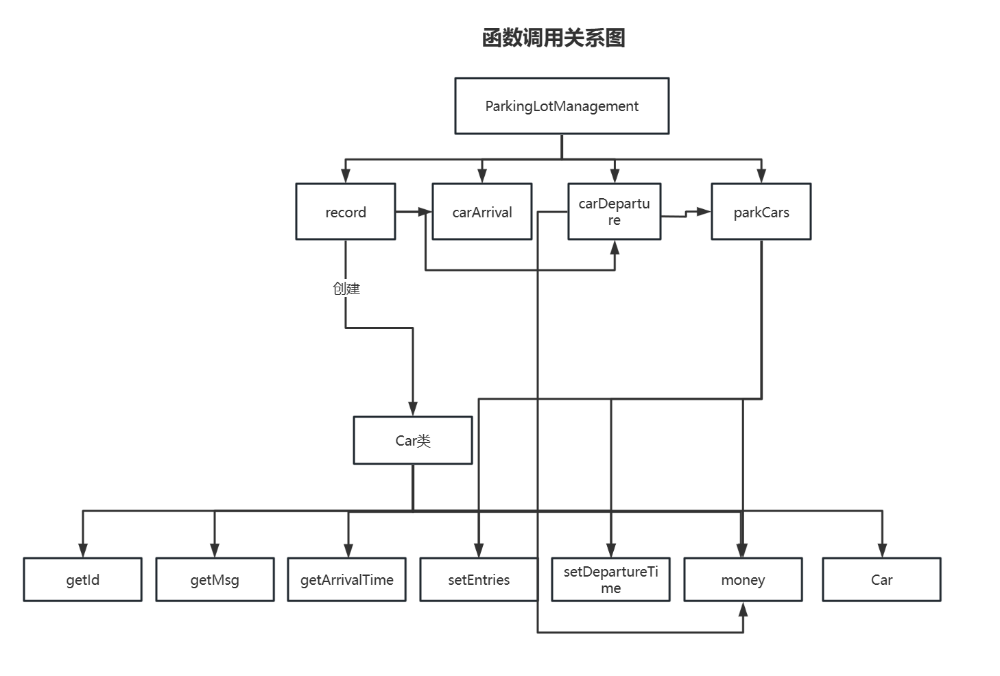 函数调用关系图
ParkingLotManagement
record
carArrival
carDepartu
re
parkCars
创建
Car类
getId
getMsg
getArrivalTime
setEntries
setDepartureTi
me
money
Car